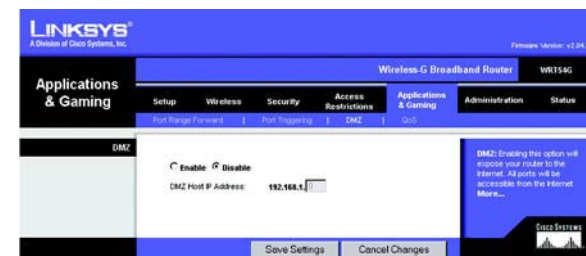 LINKSYS®
A Division of Cisco Systems, Inc.
Firmware Version: v2.04.
Wireless-G Broadband Router WRT54G
Applications & Gaming
Setup Wireless Security Access Restrictions Applications & Gaming Administration Status
Port Range Forward | Port Triggering | DMZ | QoS
DMZ
Enable Disable
DMZ Host IP Address: 192.168.1.0
DMZ: Enabling this option will
expose your router to the
Internet. All ports will be
accessible from the Internet
More...
CISCO SYSTEMS
Save Settings Cancel Changes